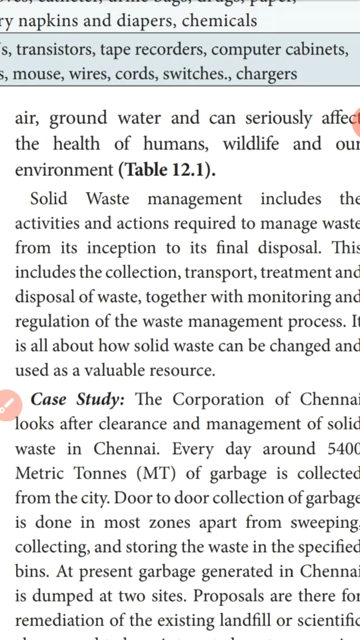 catheter, urine bags, drugs, paper,
ry napkins and diapers, chemicals
's, transistors, tape recorders, computer cabinets,
s, mouse, wires, cords, switches., chargers
air, ground water and can seriously affect
the health of humans, wildlife and our
environment (Table 12.1).
Solid Waste management includes the
activities and actions required to manage waste
from its inception to its final disposal. This
includes the collection, transport, treatment and
disposal of waste, together with monitoring and
regulation of the waste management process. It
is all about how solid waste can be changed and
used as a valuable resource.
Case Study: The Corporation of Chennai
looks after clearance and management of solid
waste in Chennai. Every day around 5400
Metric Tonnes (MT) of garbage is collected
from the city. Door to door collection of garbage
is done in most zones apart from sweeping,
collecting, and storing the waste in the specified
bins. At present garbage generated in Chennai
is dumped at two sites. Proposals are there for
remediation of the existing landfill or scientific